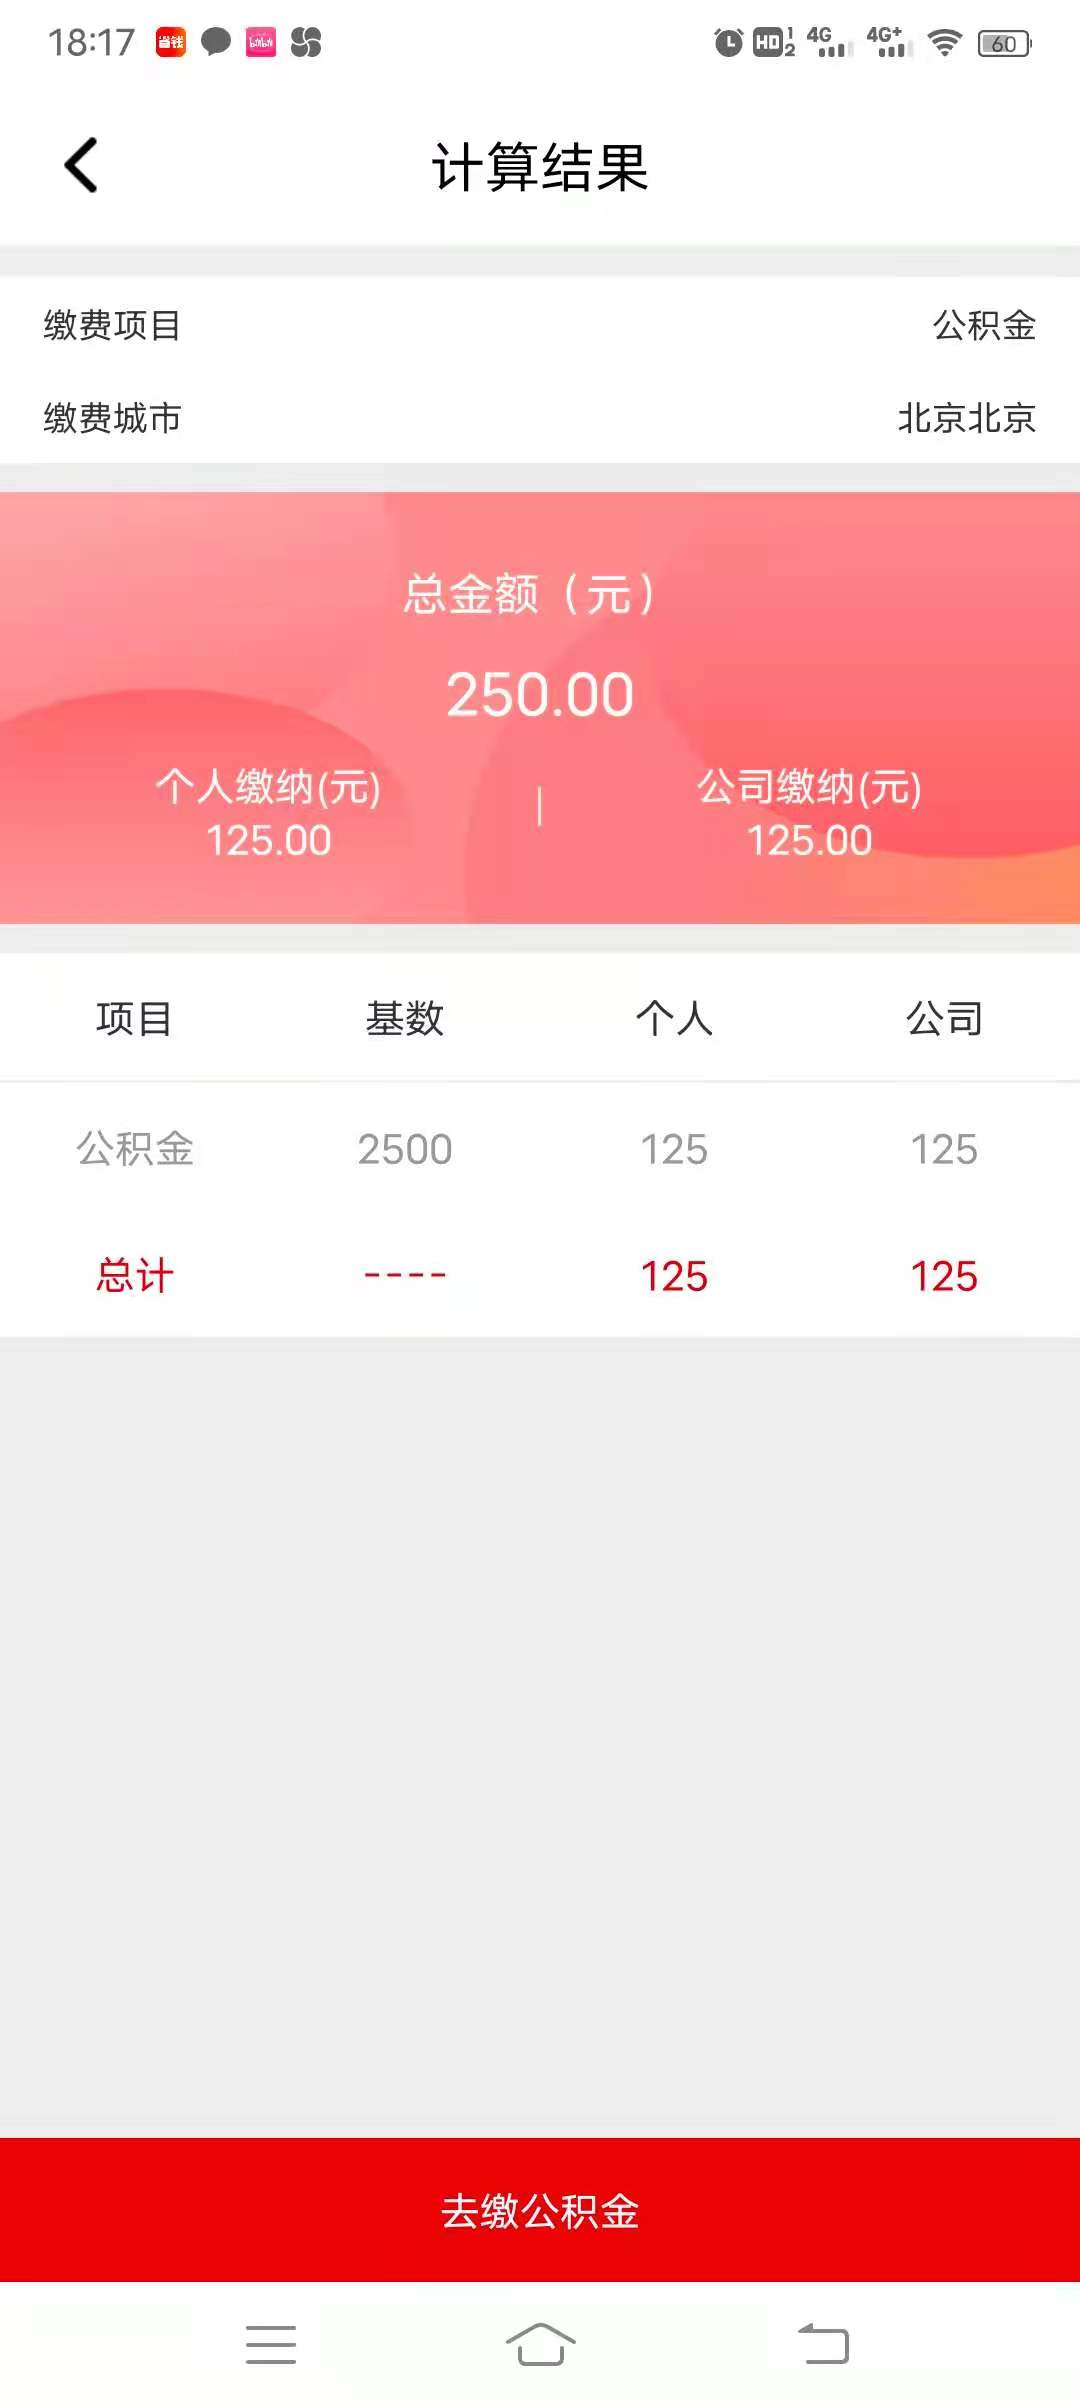 18:17 省钱 HD 1 2 4G 4G+ 60
计算结果
缴费项目 公积金
缴费城市 北京北京
总金额（元）
250.00
个人缴纳(元) | 公司缴纳(元)
125.00 125.00
项目 基数 个人 公司
公积金 2500 125 125
总计 ---- 125 125
去缴公积金